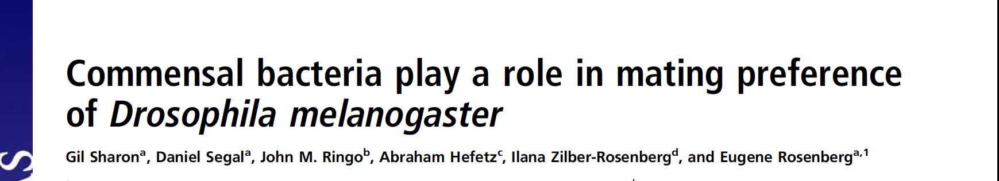 Commensal bacteria play a role in mating preference
of Drosophila melanogaster
Gil Sharonᵃ, Daniel Segalᵃ, John M. Ringoᵇ, Abraham Hefetzᶜ, Ilana Zilber-Rosenbergᵈ, and Eugene Rosenbergᵃ,¹
S